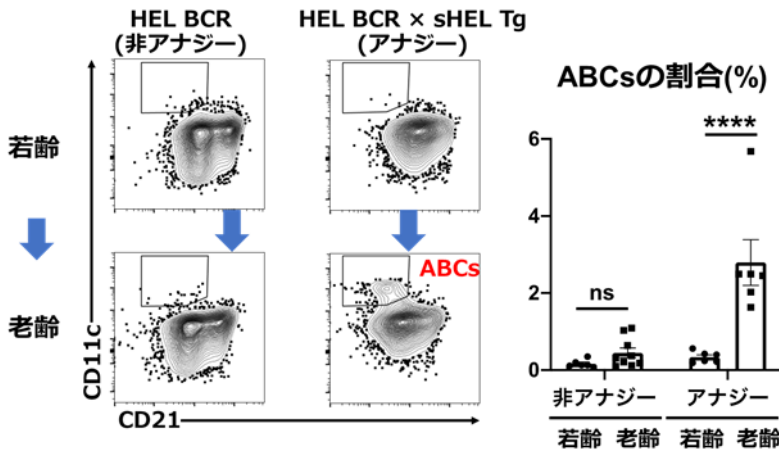 HEL BCR
(非アナジー)
HEL BCR × sHEL Tg
(アナジー)
若齢
老齢
ABCs
CD11c
CD21
ABCsの割合(%)
****
6
4
ns
2
0
非アナジー
アナジー
若齢 老齢 若齢 老齢